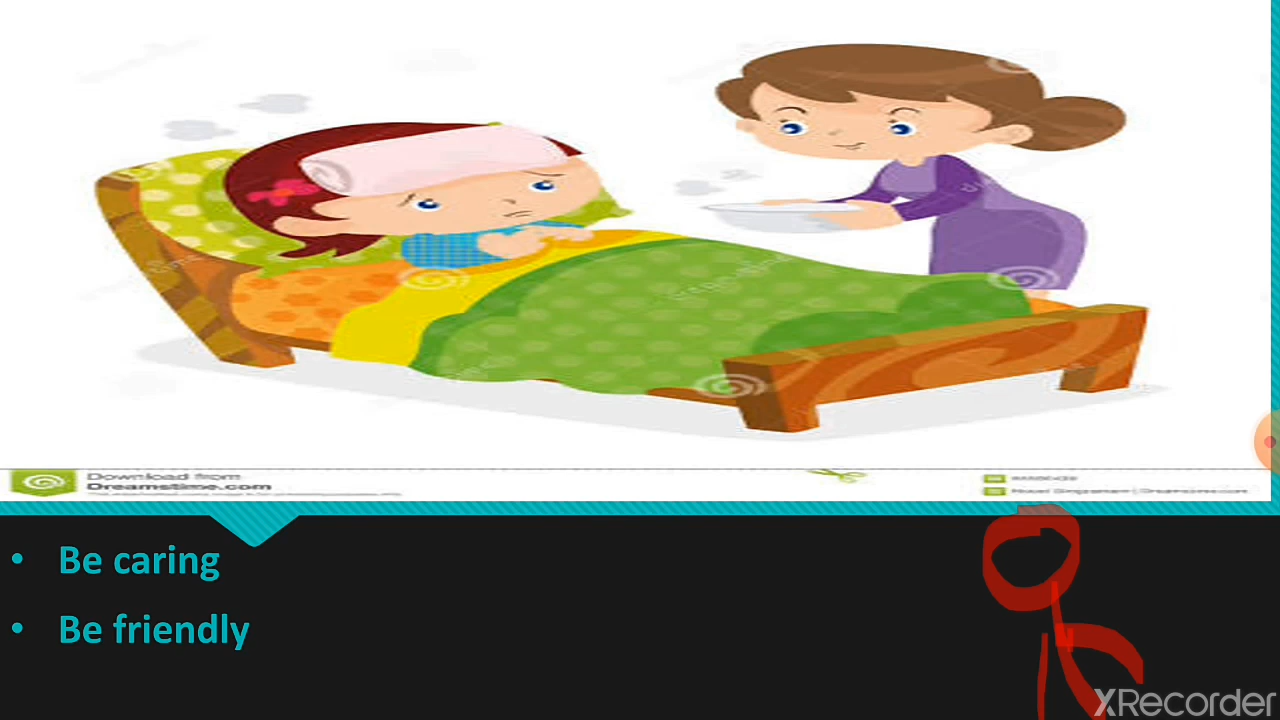 Download from
Dreamstime.com
• Be caring
• Be friendly
XRecorder